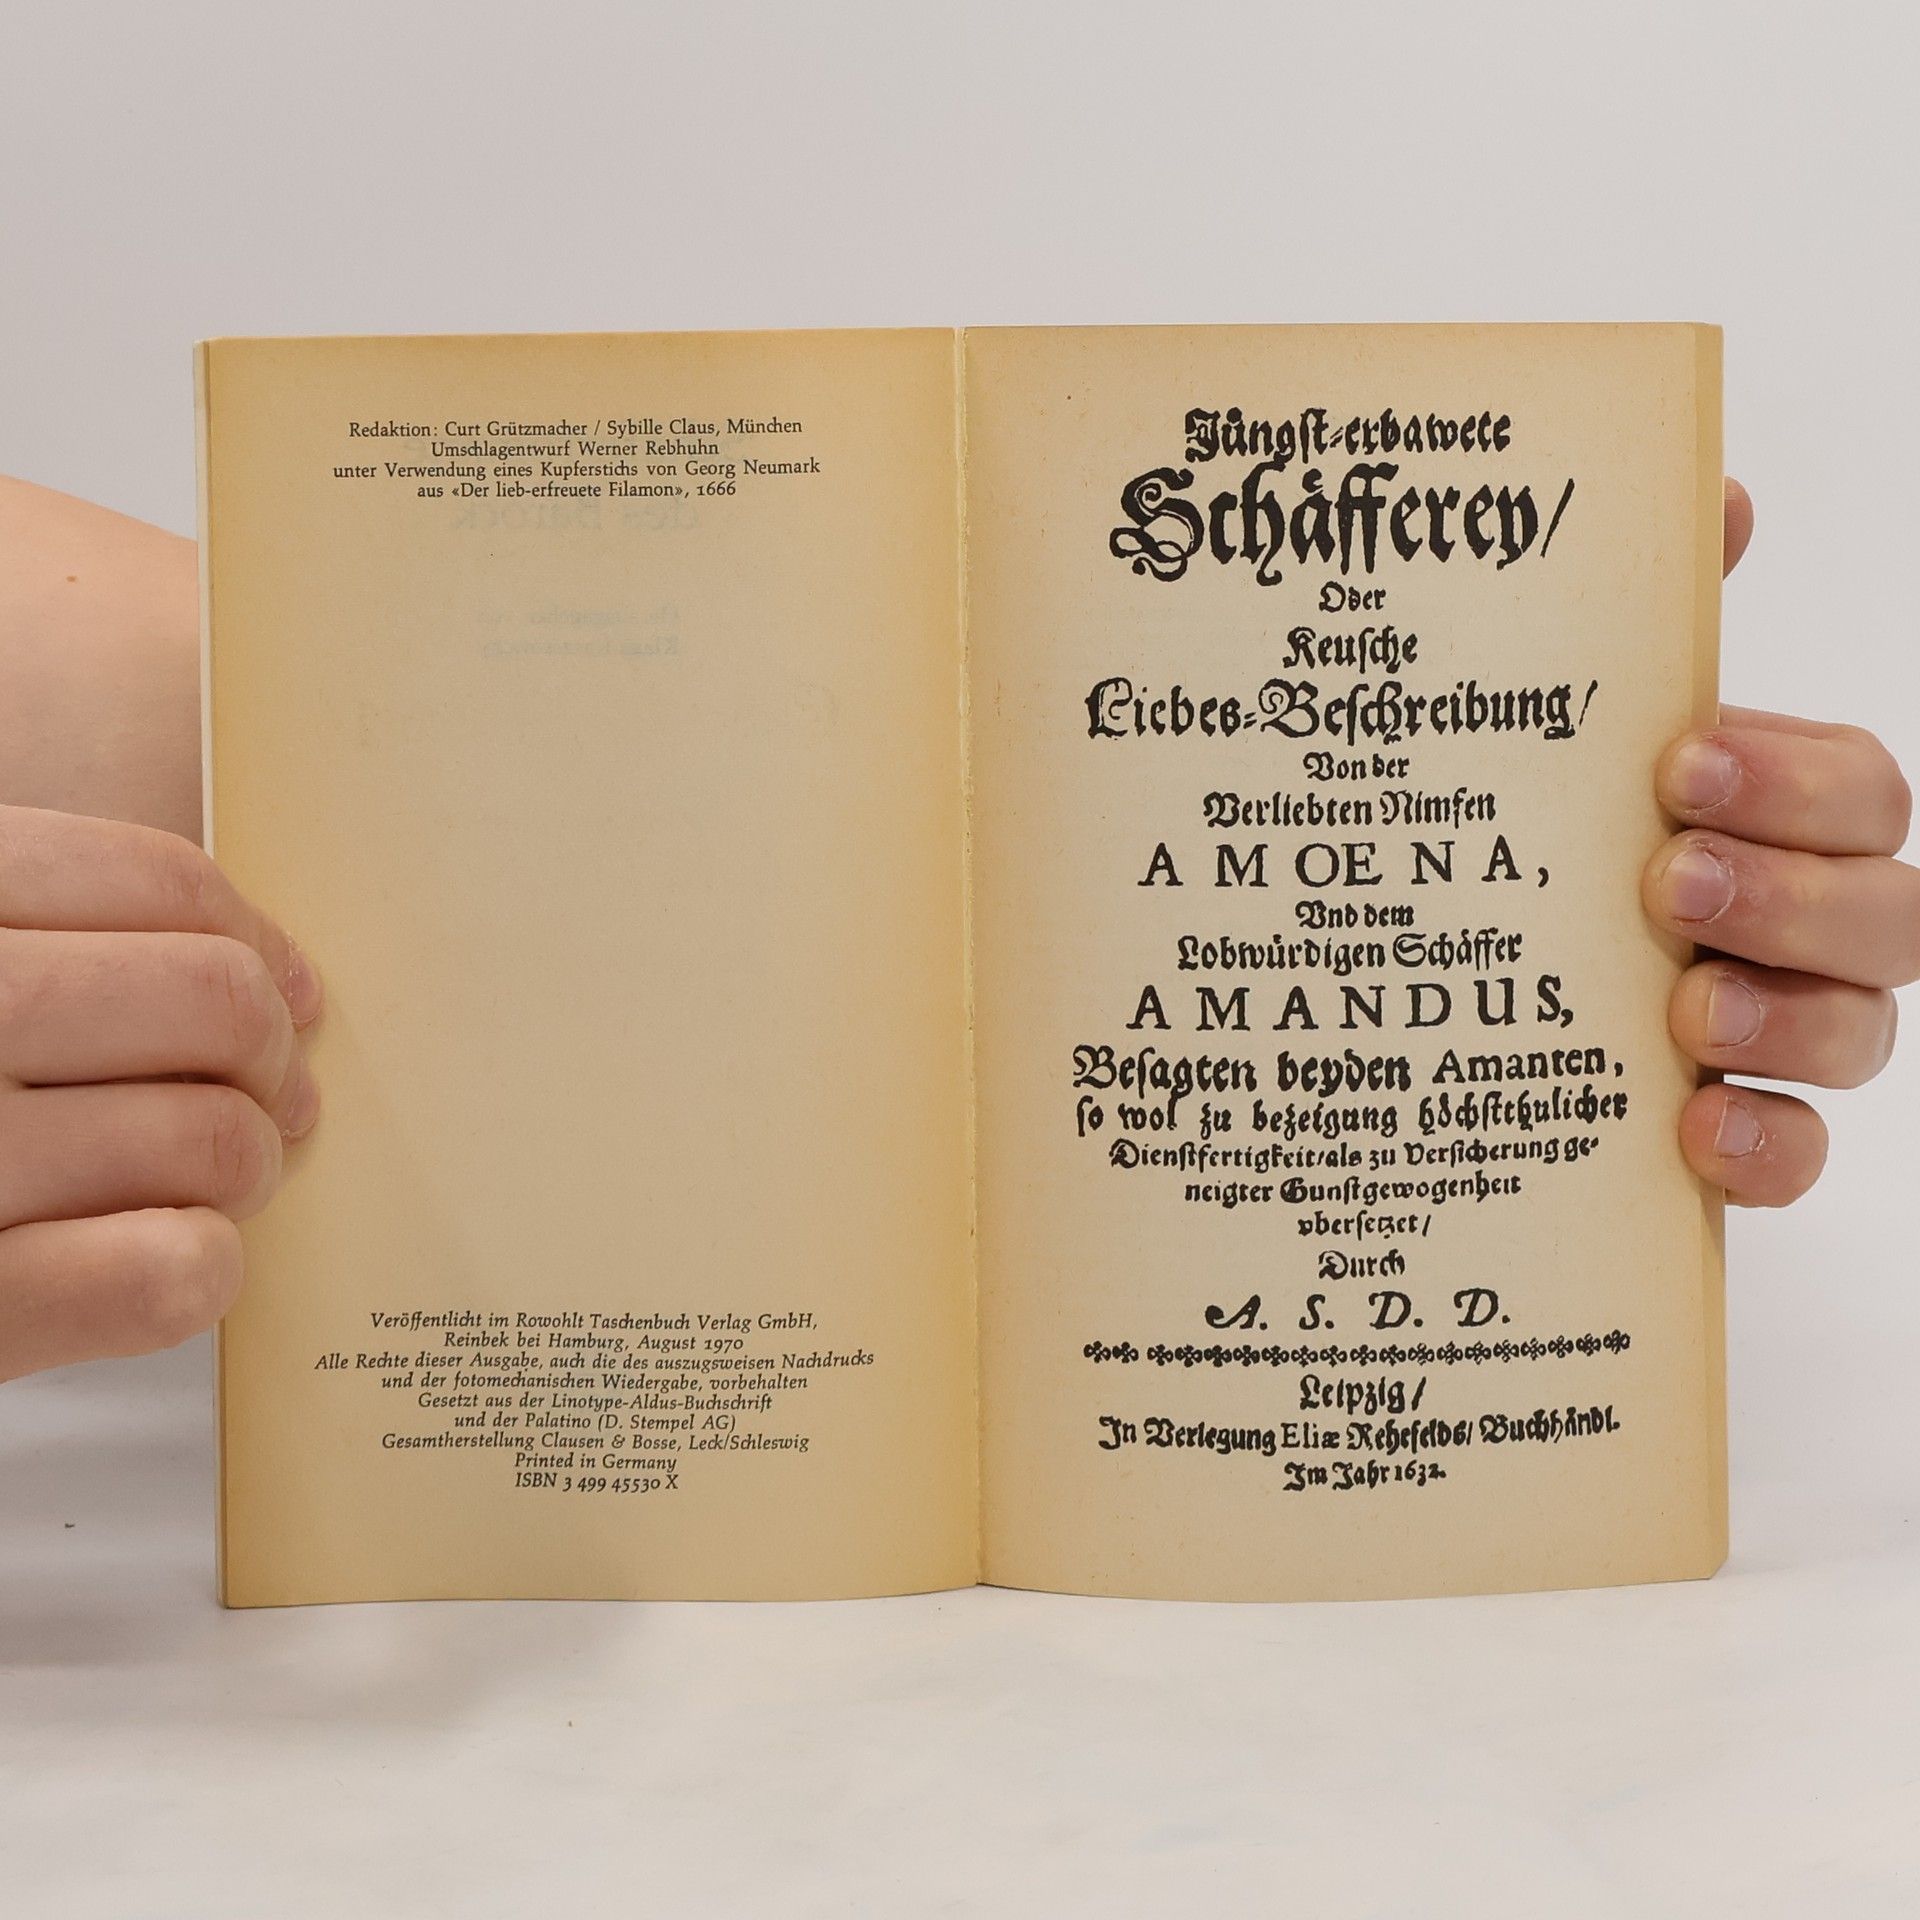 Redaktion: Curt Grützmacher / Sybille Claus, München
Umschlagentwurf Werner Rebhuhn
unter Verwendung eines Kupferstichs von Georg Neumark
aus «Der lieb-erfreuete Filamon», 1666
Veröffentlicht im Rowohlt Taschenbuch Verlag GmbH,
Reinbek bei Hamburg, August 1970
Alle Rechte dieser Ausgabe, auch die des auszugsweisen Nachdrucks
und der fotomechanischen Wiedergabe, vorbehalten
Gesetzt aus der Linotype-Aldus-Buchschrift
und der Palatino (D. Stempel AG)
Gesamtherstellung Clausen & Bosse, Leck/Schleswig
Printed in Germany
ISBN 3 499 45530 X
Jüngſt-erbawete
Schäfferey/
Oder
Keuſche
Liebes-Beſchreibung/
Von der
Verliebten Nimfen
AMOENA,
Vnd dem
Lobwürdigen Schäffer
AMANDUS,
Beſagten beyden Amanten,
ſo wol zu bezeigung höchſtthulicher
Dienſtfertigkeit/als zu Verſicherung ge-
neigter Gunſtgewogenheit
vberſetzet/
Durch
A. S. D. D.
Leipzig/
In Verlegung Eliæ Rehefelds/ Buchhändl.
Im Jahr 1632.